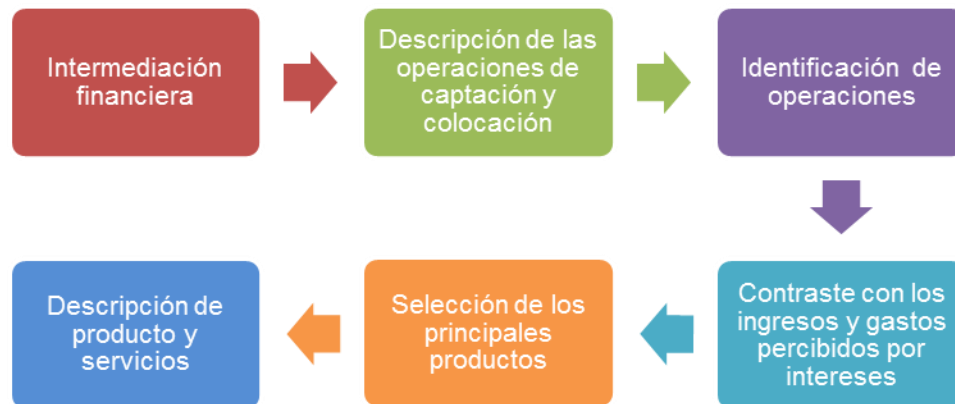 Intermediación
financiera
Descripción de las
operaciones de
captación y
colocación
Identificación de
operaciones
Contraste con los
ingresos y gastos
percibidos por
intereses
Selección de los
principales
productos
Descripción de
producto y
servicios